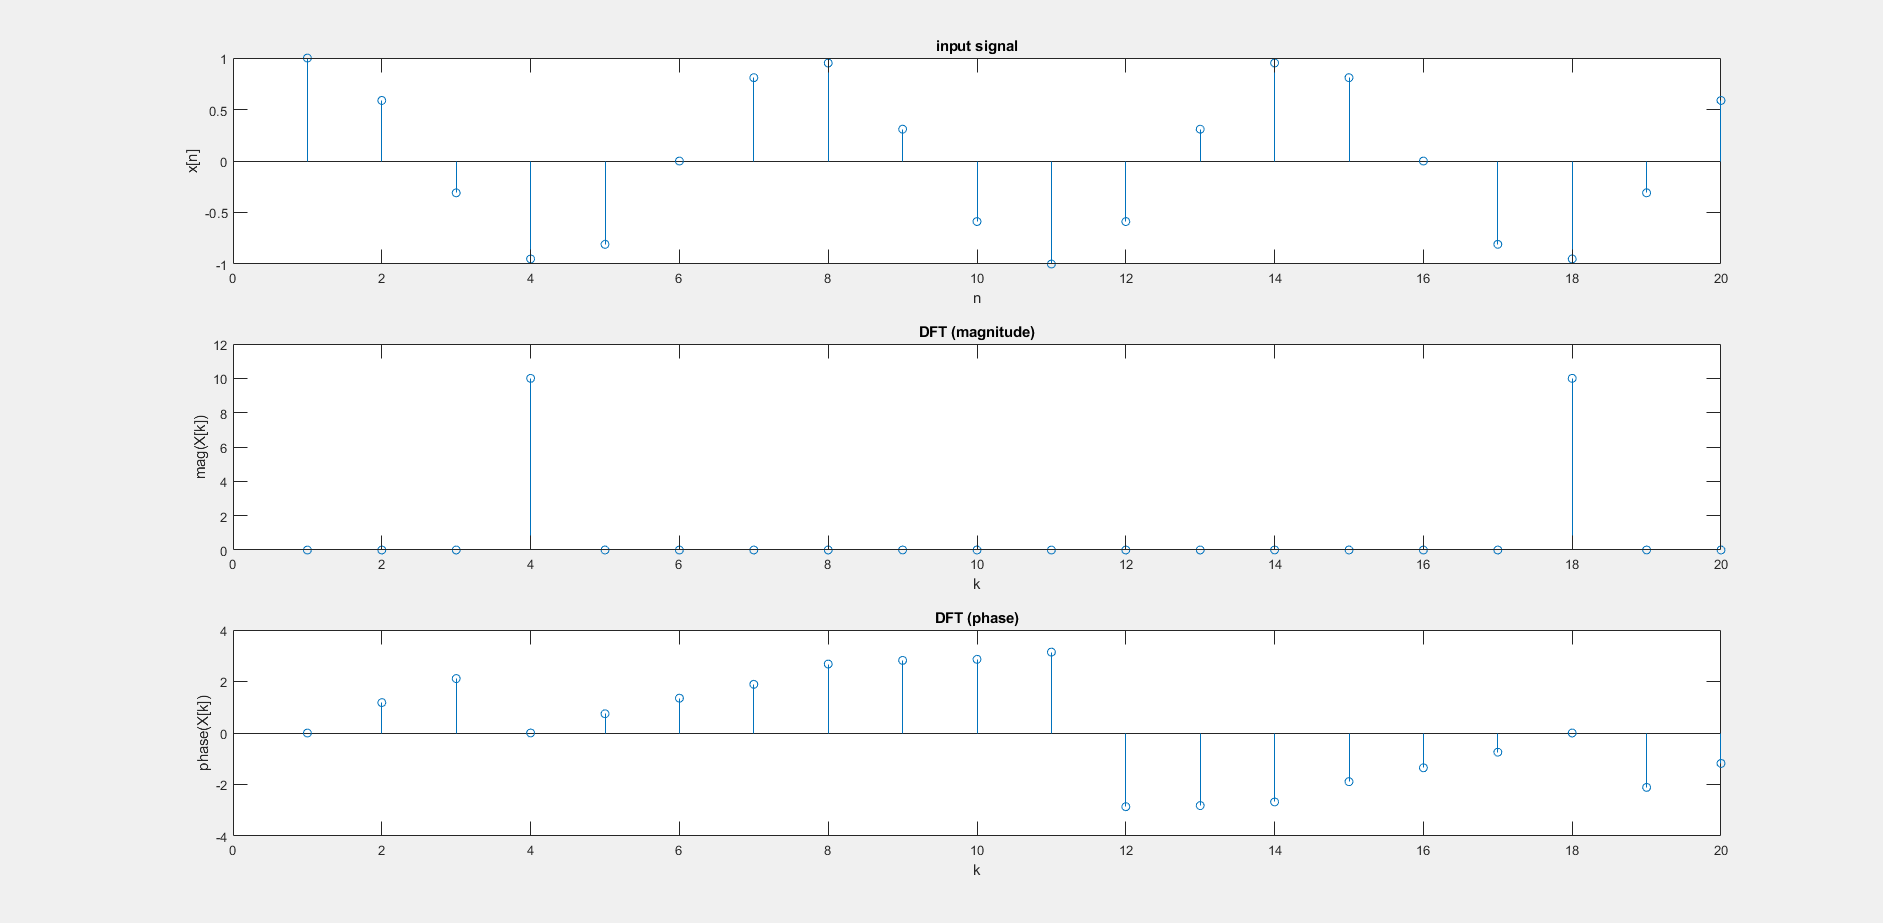 input signal
1
0.5
0
-0.5
-1
x[n]
0 2 4 6 8 10 12 14 16 18 20
n
DFT (magnitude)
12
10
8
6
4
2
0
mag(X[k])
0 2 4 6 8 10 12 14 16 18 20
k
DFT (phase)
4
2
0
-2
-4
phase(X[k])
0 2 4 6 8 10 12 14 16 18 20
k